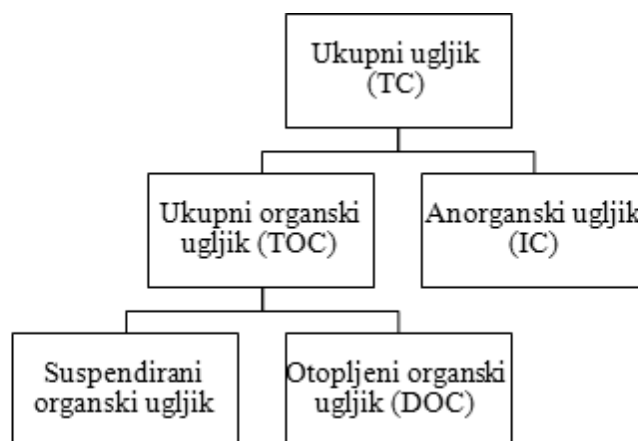 Ukupni ugljik
(TC)
Ukupni organski
ugljik (TOC)
Anorganski ugljik
(IC)
Suspendirani
organski ugljik
Otopljeni organski
ugljik (DOC)